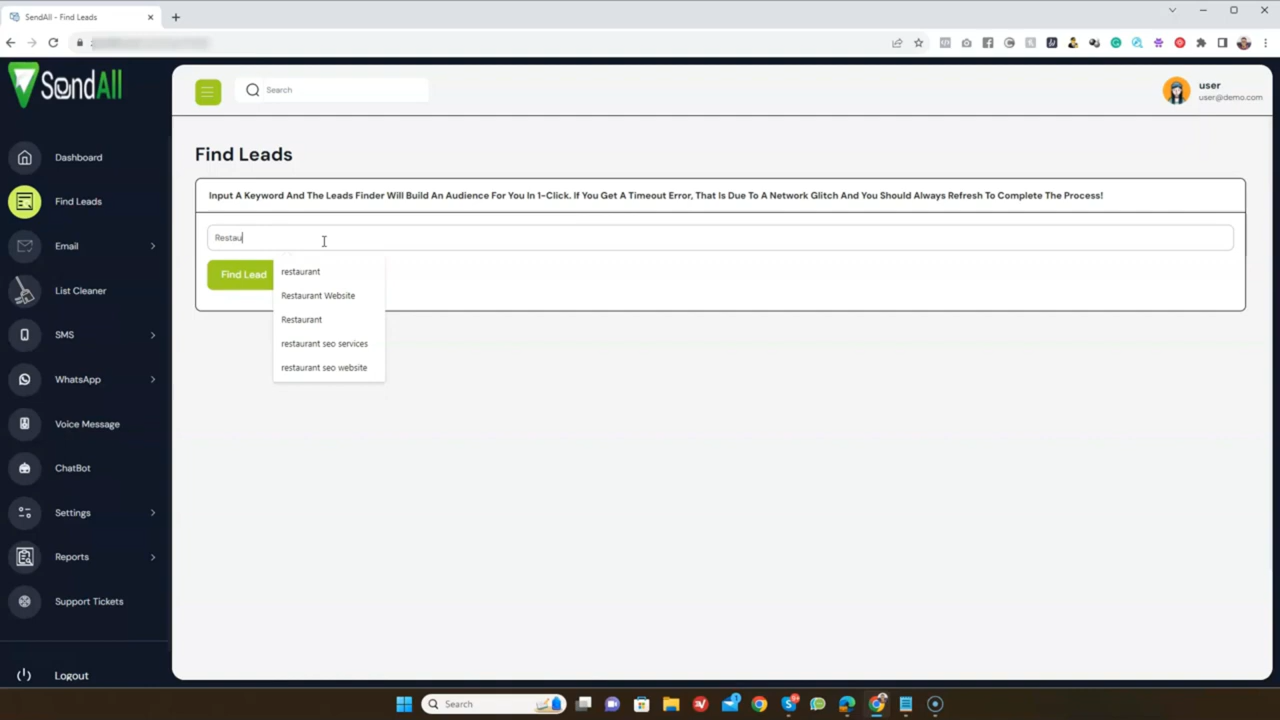 SendAll - Find Leads
SendAll
Search
user
user@demo.com
Dashboard
Find Leads
Email
List Cleaner
SMS
WhatsApp
Voice Message
ChatBot
Settings
Reports
Support Tickets
Logout
Find Leads
Input A Keyword And The Leads Finder Will Build An Audience For You In 1-Click. If You Get A Timeout Error, That Is Due To A Network Glitch And You Should Always Refresh To Complete The Process!
Restau
Find Lead
restaurant
Restaurant Website
Restaurant
restaurant seo services
restaurant seo website
Search